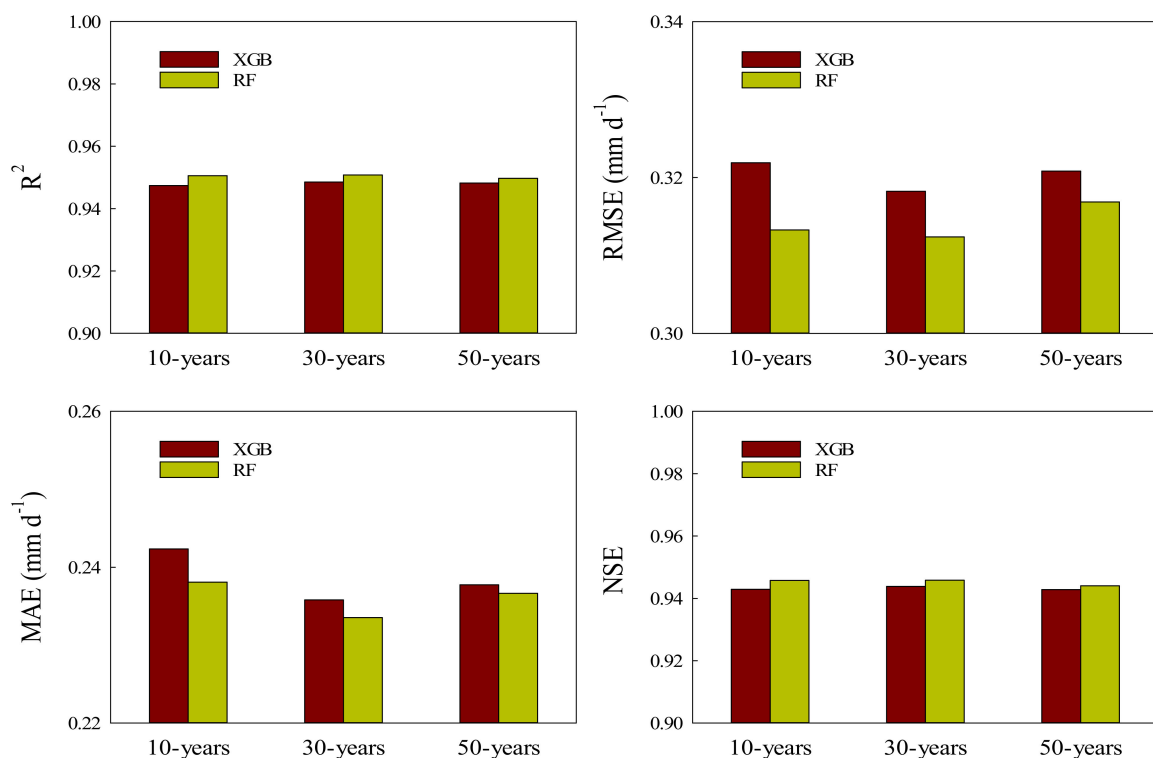 1.00
0.98
0.96
0.94
0.92
0.90
R²
XGB
RF
10-years 30-years 50-years
0.34
0.32
0.30
RMSE (mm d⁻¹)
XGB
RF
10-years 30-years 50-years
0.26
0.24
0.22
MAE (mm d⁻¹)
XGB
RF
10-years 30-years 50-years
1.00
0.98
0.96
0.94
0.92
0.90
NSE
XGB
RF
10-years 30-years 50-years